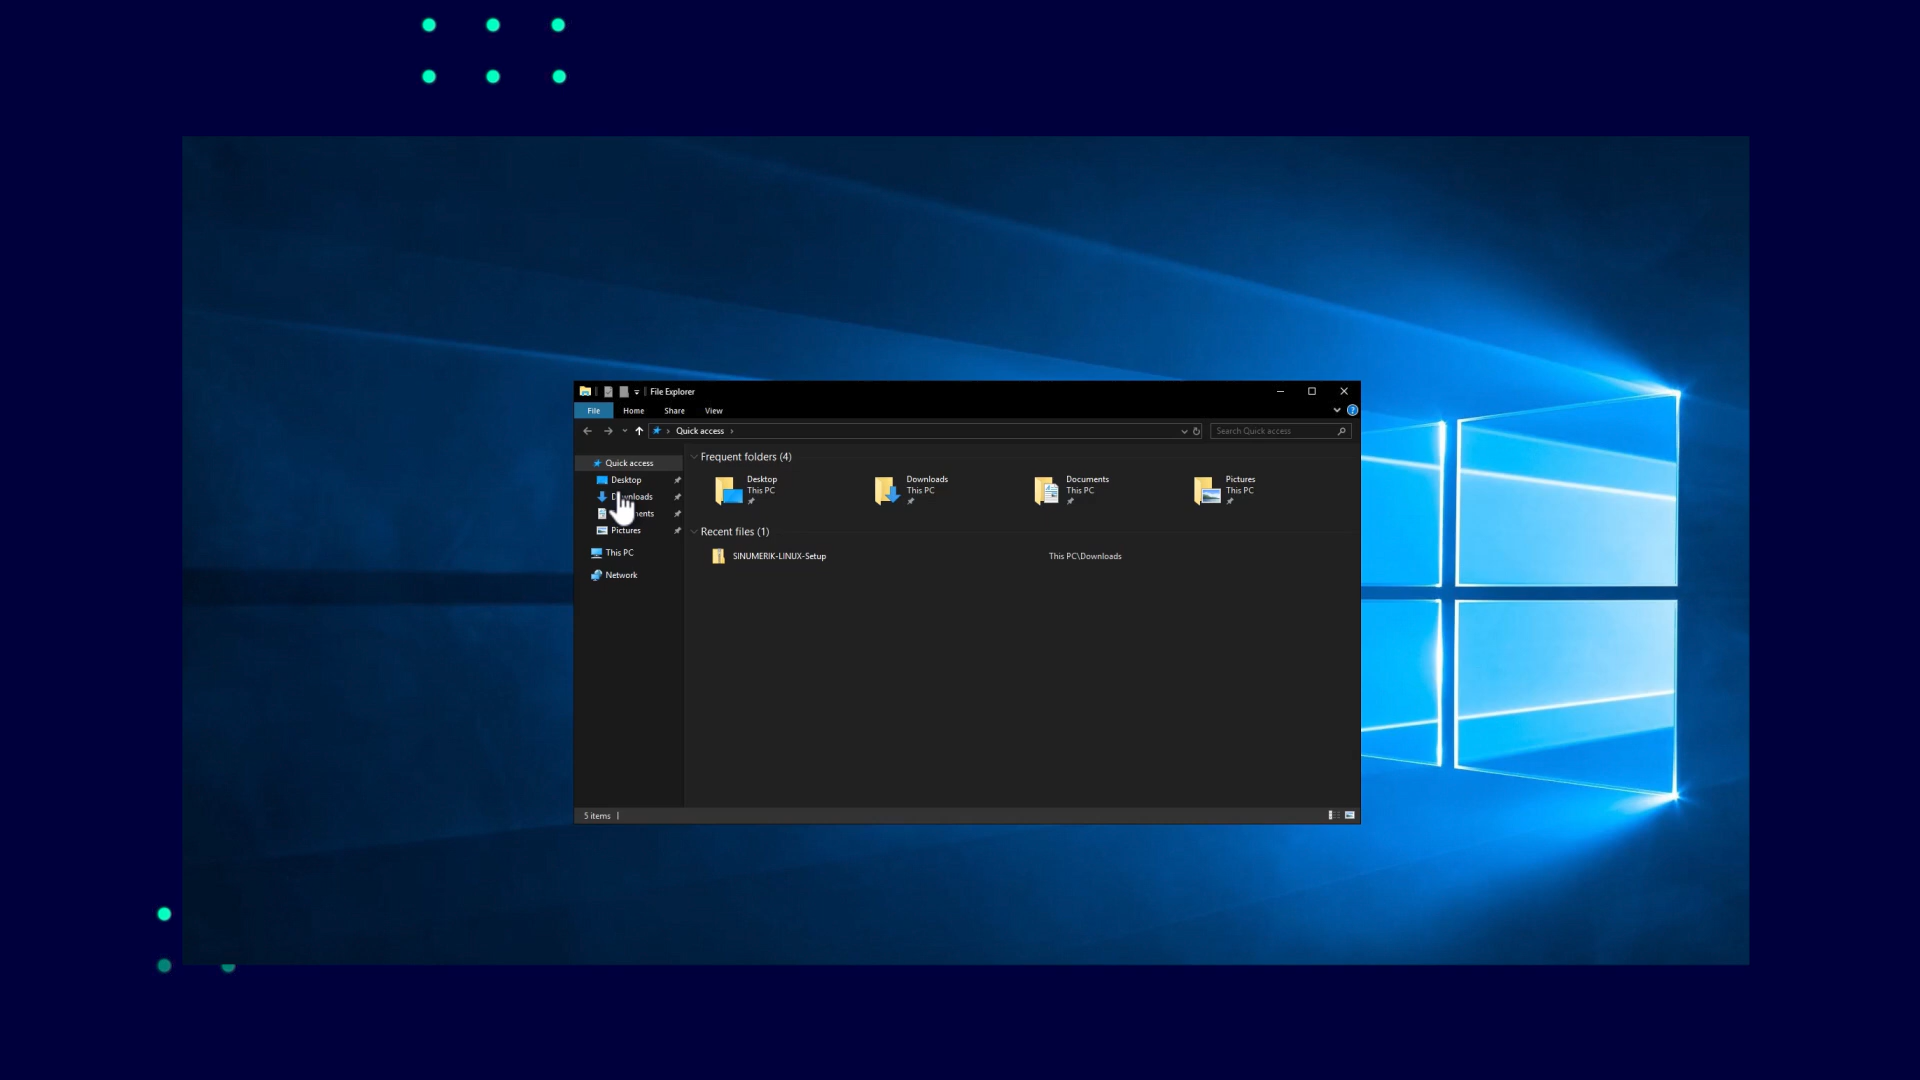 File Explorer
File Home Share View
Quick access
Search Quick access
Quick access
Desktop
Pictures
This PC
Network
Frequent folders (4)
Desktop
This PC
Downloads
This PC
Documents
This PC
Pictures
This PC
Recent files (1)
SINUMERIK-LINUX-Setup This PC\Downloads
5 items